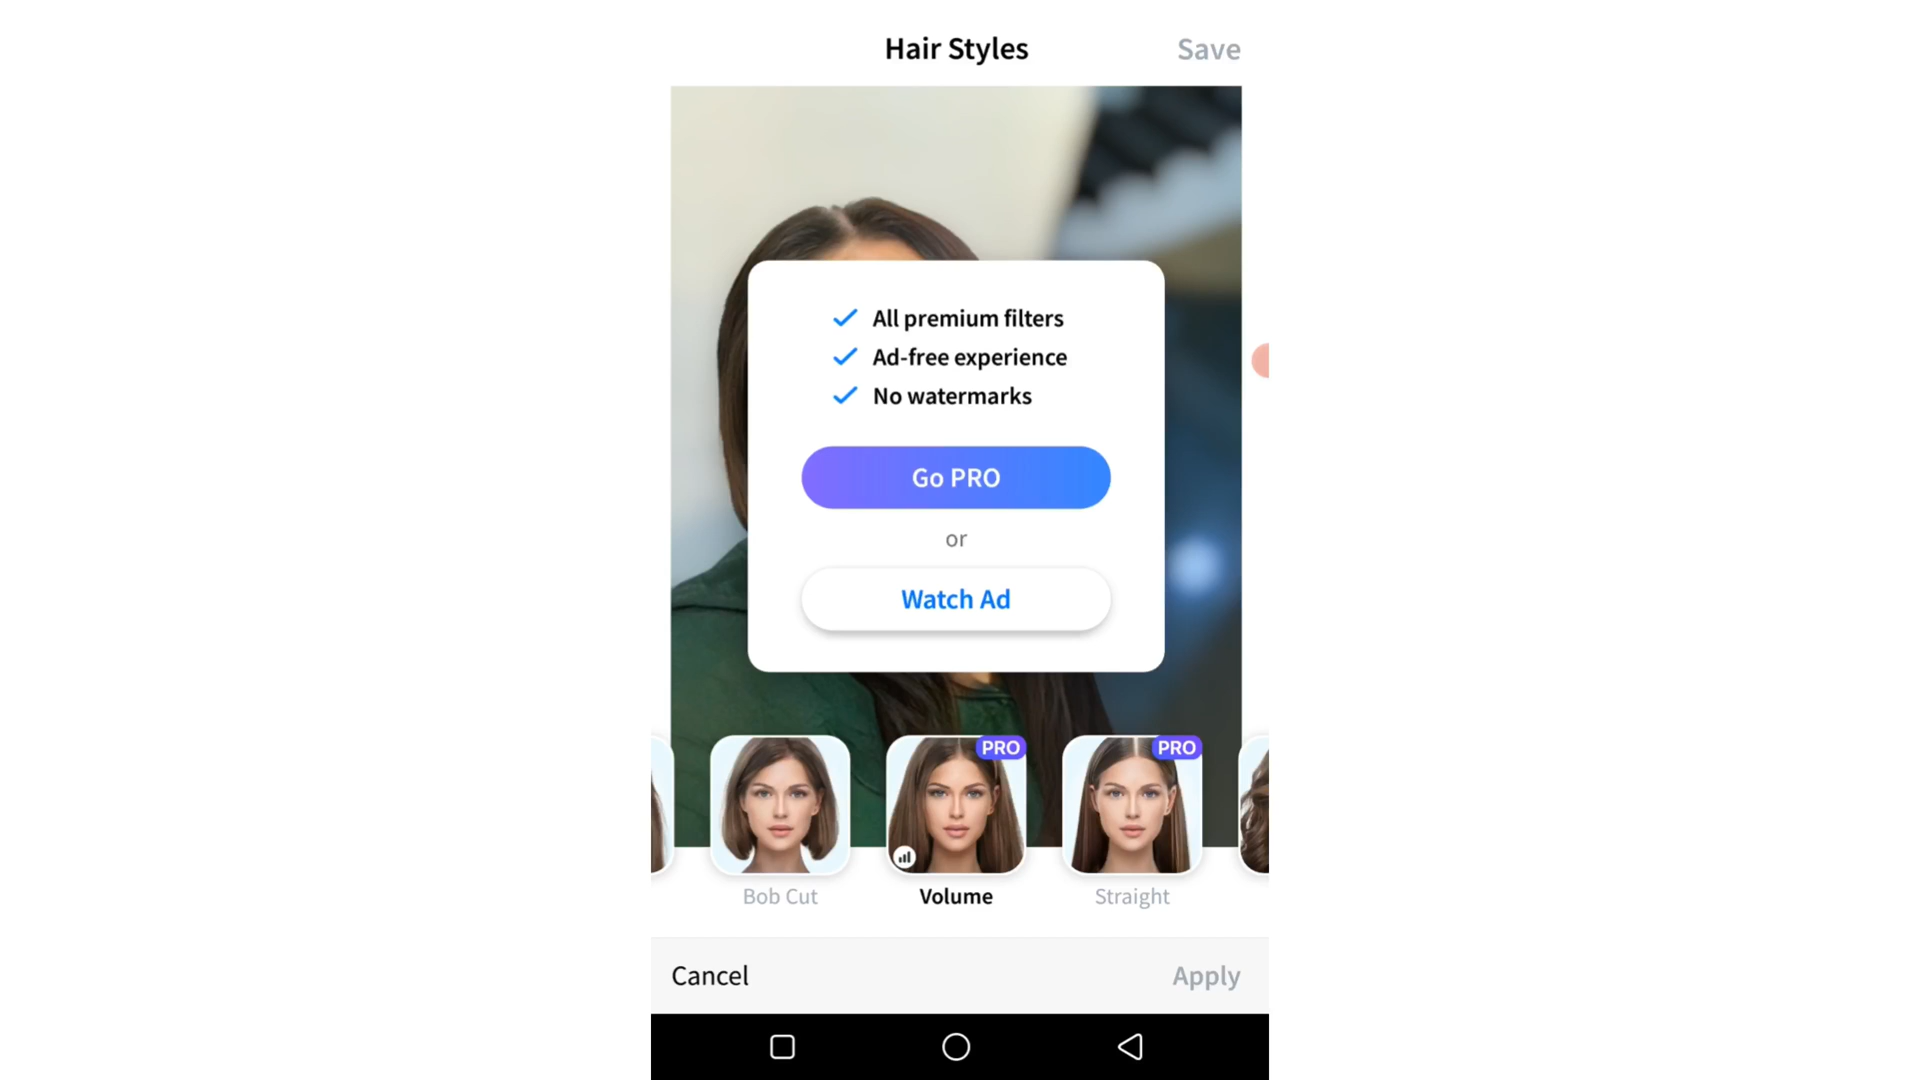 Hair Styles
Save
All premium filters
Ad-free experience
No watermarks
Go PRO
or
Watch Ad
PRO
PRO
Bob Cut
Volume
Straight
Cancel
Apply